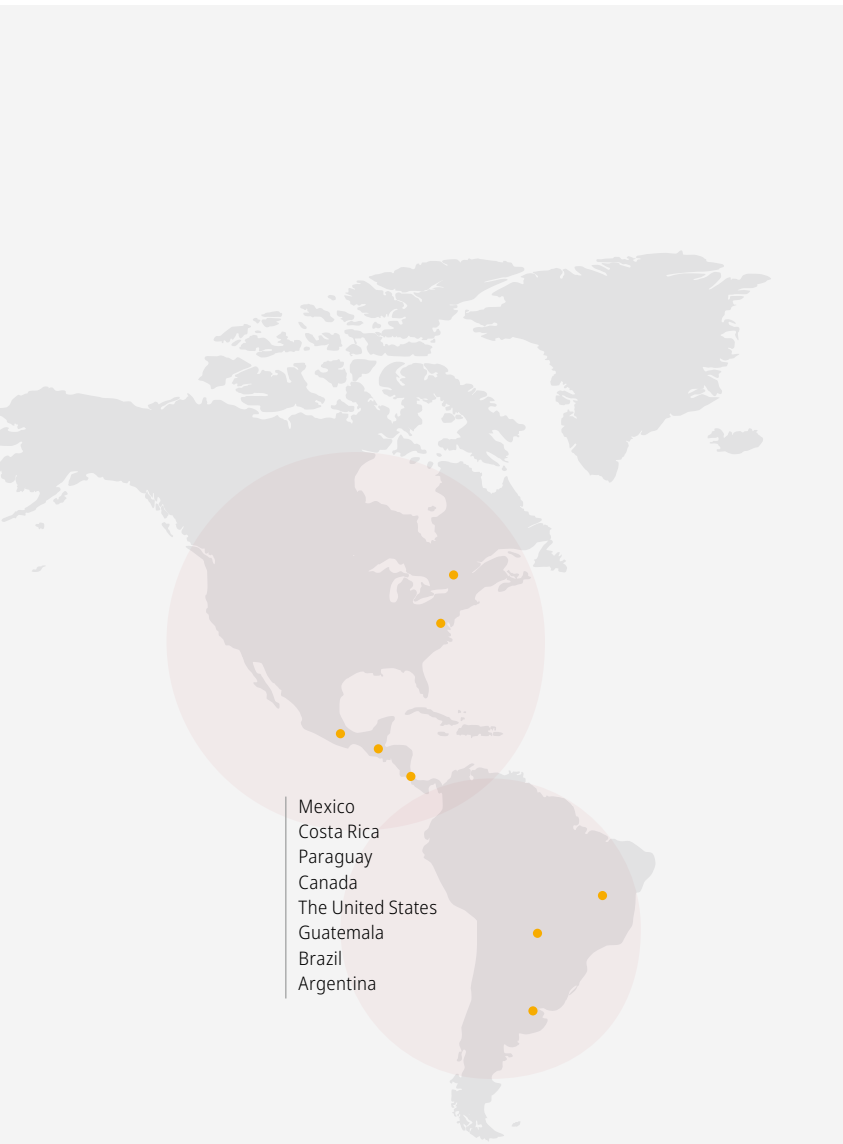 Mexico
Costa Rica
Paraguay
Canada
The United States
Guatemala
Brazil
Argentina